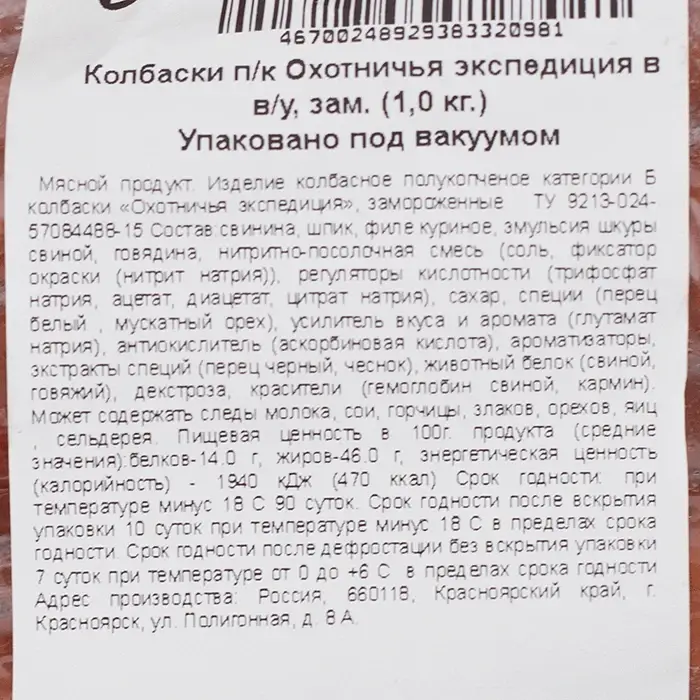 46700248929383320981
Колбаски п/к Охотничья экспедиция в
в/у, зам. (1,0 кг.)
Упаковано под вакуумом
Мясной продукт. Изделие колбасное полукопченое категории Б
колбаски «Охотничья экспедиция», замороженные ТУ 9213-024-
57084488-15 Состав:свинина, шпик, филе куриное, эмульсия шкуры
свиной, говядина, нитритно-посолочная смесь (соль, фиксатор
окраски (нитрит натрия)), регуляторы кислотности (трифосфат
натрия, ацетат, диацетат, цитрат натрия), сахар, специи (перец
белый , мускатный орех), усилитель вкуса и аромата (глутамат
натрия), антиокислитель (аскорбиновая кислота), ароматизаторы,
экстракты специй (перец черный, чеснок), животный белок (свиной,
говяжий), декстроза, красители (гемоглобин свиной, кармин).
Может содержать следы молока, сои, горчицы, злаков, орехов, яиц
, сельдерея. Пищевая ценность в 100г. продукта (средние
значения):белков-14.0 г, жиров-46.0 г, энергетическая ценность
(калорийность) - 1940 кДж (470 ккал) Срок годности: при
температуре минус 18 С 90 суток. Срок годности после вскрытия
упаковки 10 суток при температуре минус 18 С в пределах срока
годности. Срок годности после дефростации без вскрытия упаковки
7 суток при температуре от 0 до +6 С в пределах срока годности
Адрес производства: Россия, 660118, Красноярский край, г.
Красноярск, ул. Полигонная, д. 8 А.